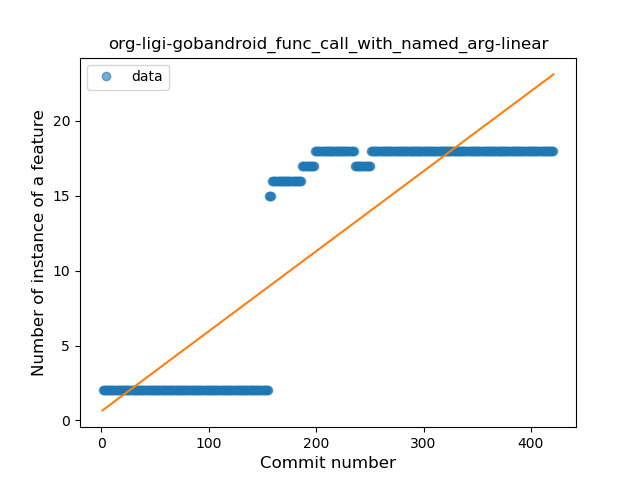 org-ligi-gobandroid_func_call_with_named_arg-linear
data
Number of instance of a feature
20
15
10
5
0
0 100 200 300 400
Commit number